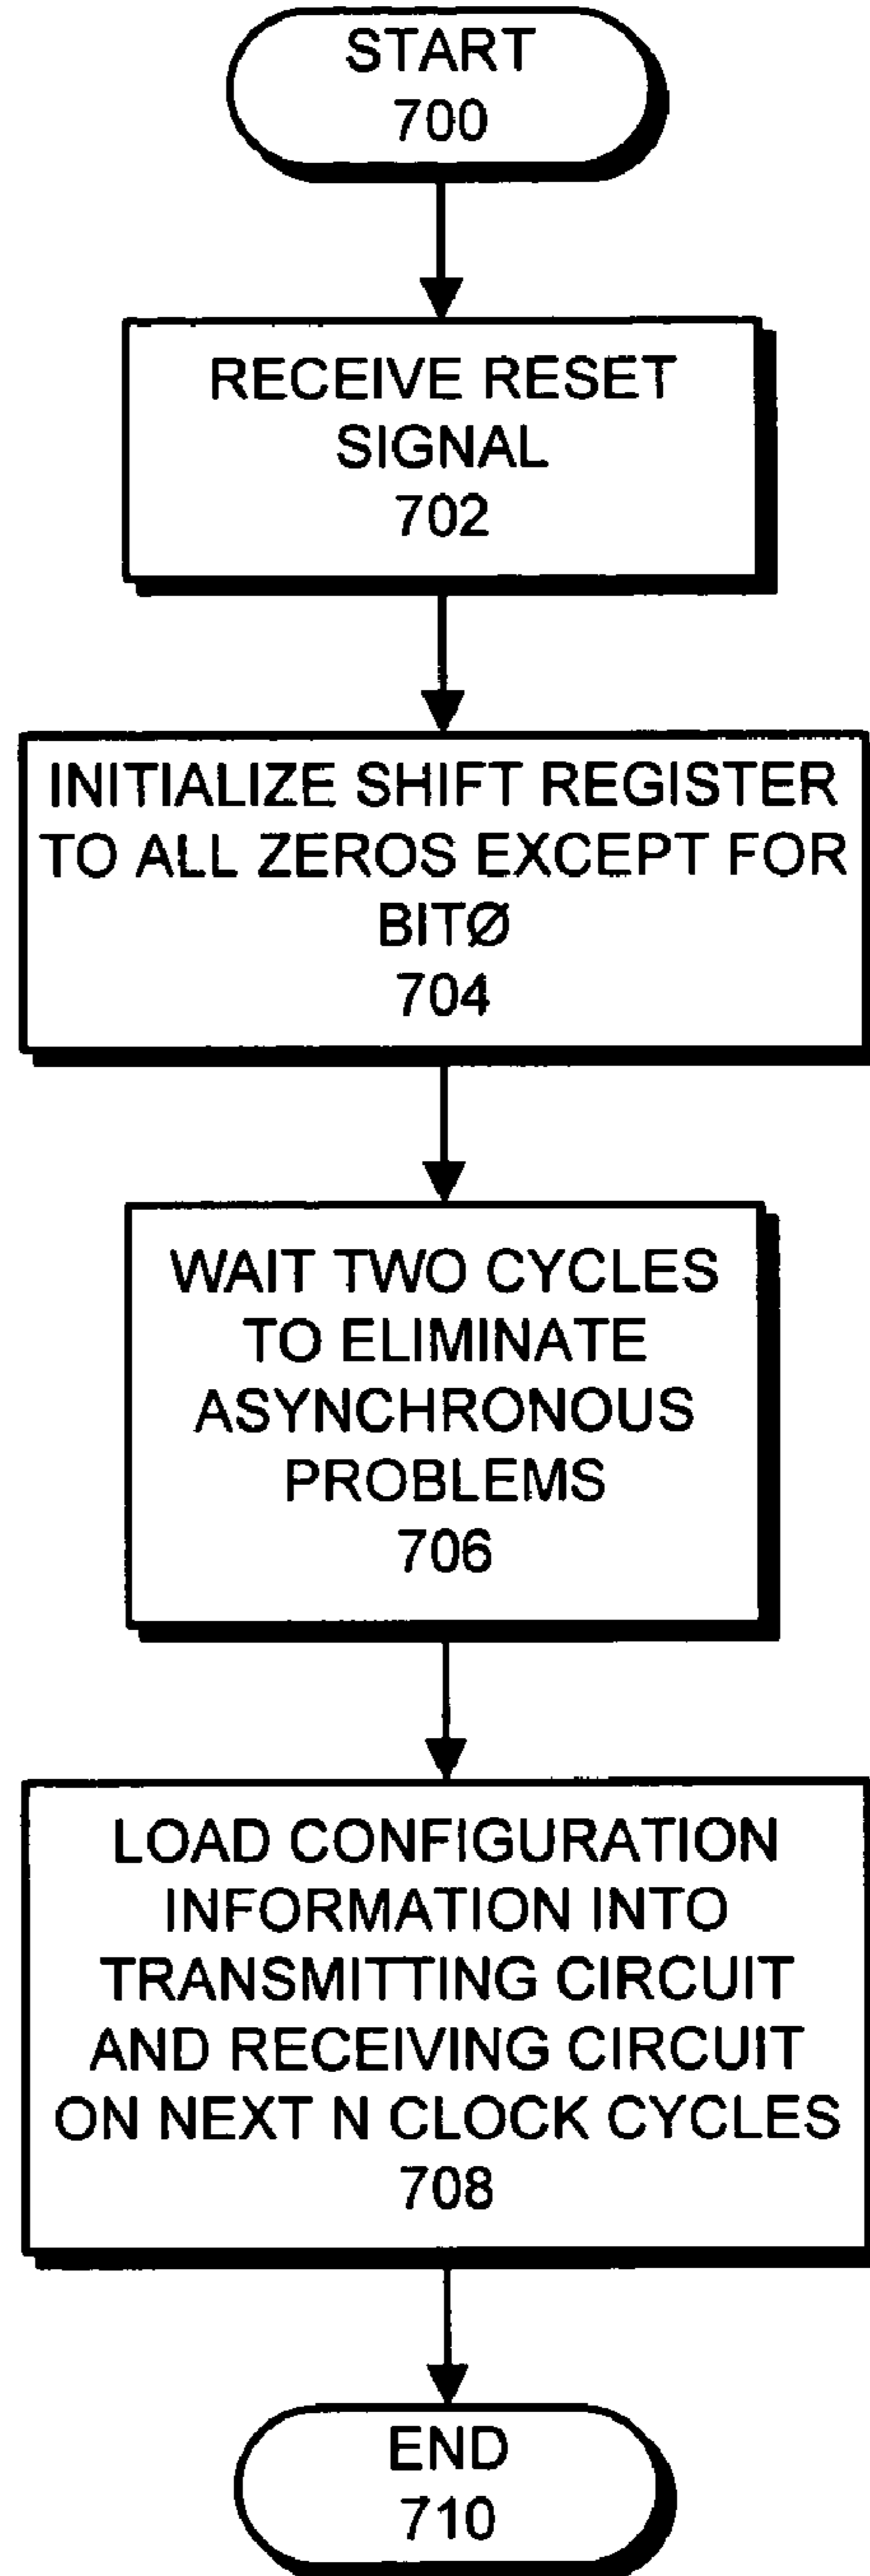 START
700
RECEIVE RESET
SIGNAL
702
INITIALIZE SHIFT REGISTER
TO ALL ZEROS EXCEPT FOR
BITØ
704
WAIT TWO CYCLES
TO ELIMINATE
ASYNCHRONOUS
PROBLEMS
706
LOAD CONFIGURATION
INFORMATION INTO
TRANSMITTING CIRCUIT
AND RECEIVING CIRCUIT
ON NEXT N CLOCK CYCLES
708
END
710